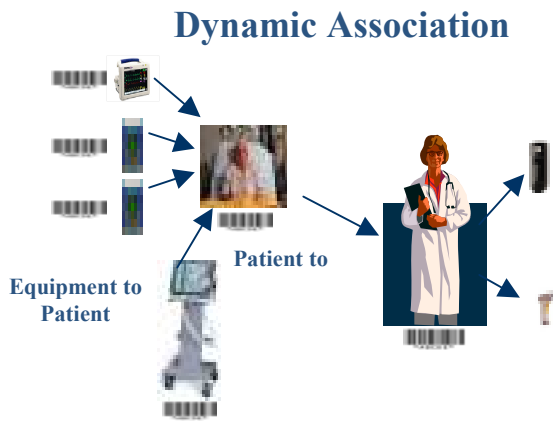 Dynamic Association
Patient to
Equipment to
Patient